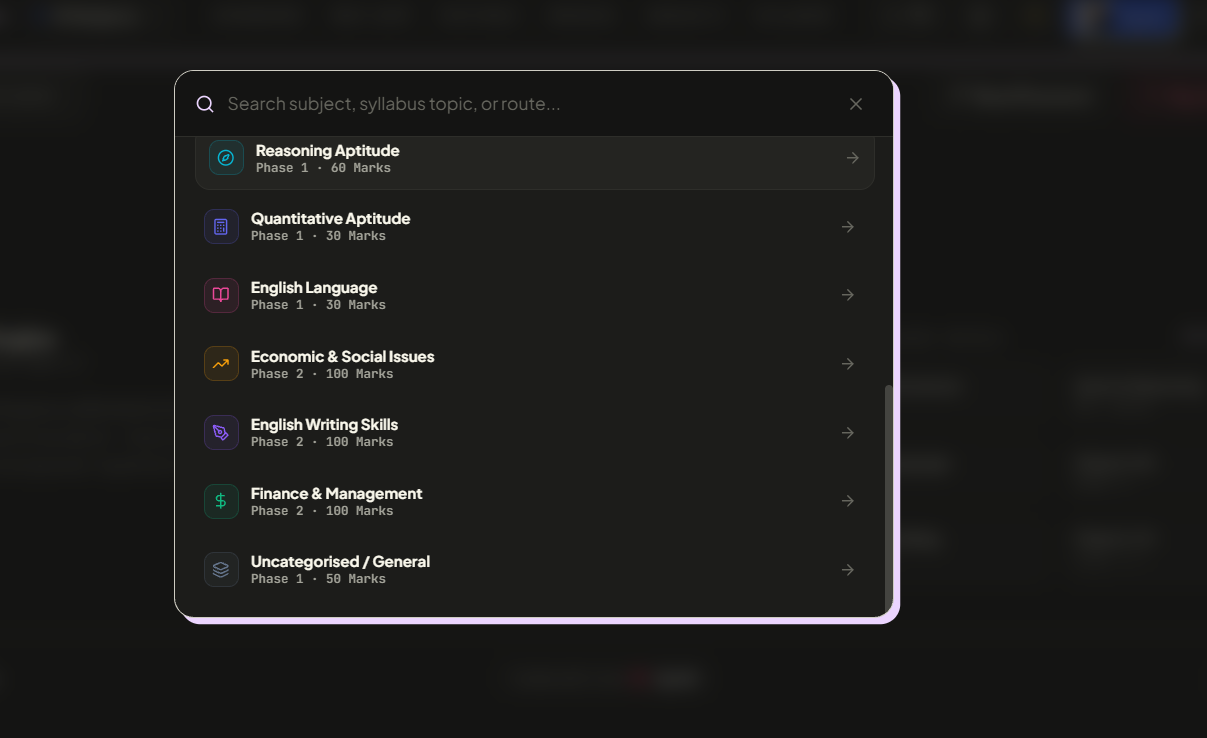 Search subject, syllabus topic, or route...
Reasoning Aptitude
Phase 1 · 60 Marks
Quantitative Aptitude
Phase 1 · 30 Marks
English Language
Phase 1 · 30 Marks
Economic & Social Issues
Phase 2 · 100 Marks
English Writing Skills
Phase 2 · 100 Marks
Finance & Management
Phase 2 · 100 Marks
Uncategorised / General
Phase 1 · 50 Marks